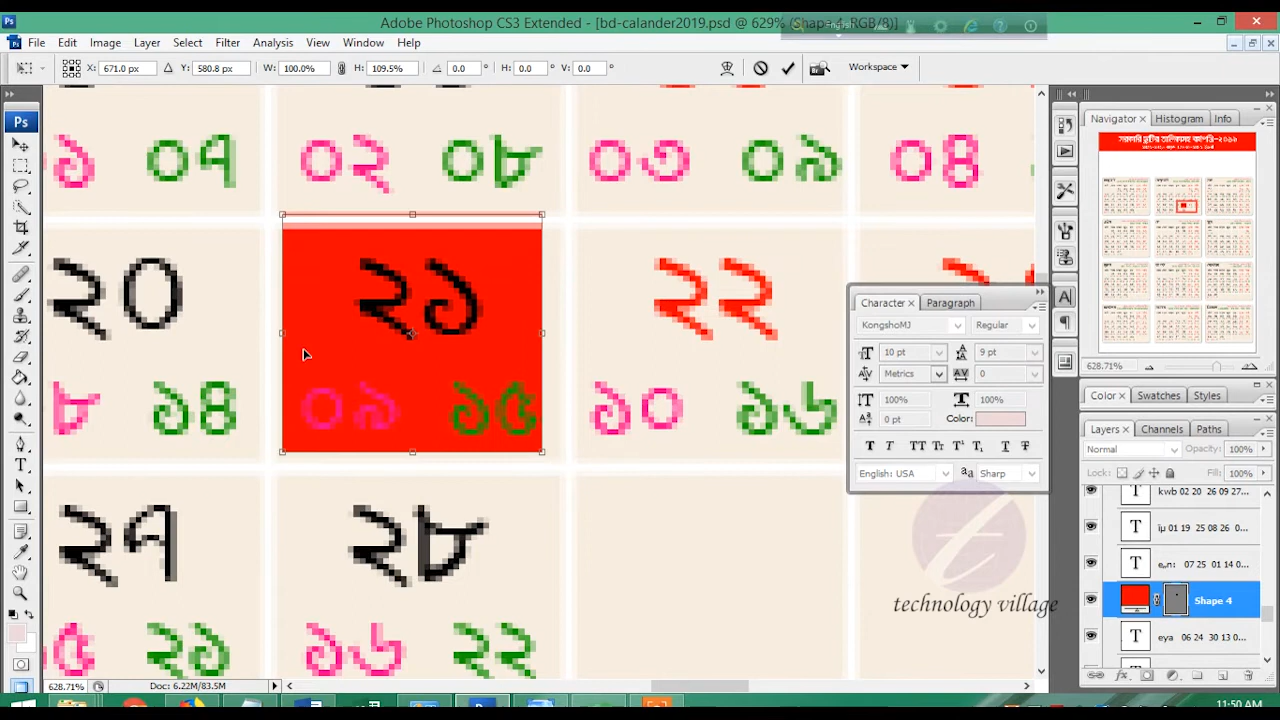 Adobe Photoshop CS3 Extended - [bd-calander2019.psd @ 629% (Shape 4, RGB/8)]
File Edit Image Layer Select Filter Analysis View Window Help
X: 671.0 px Y: 580.8 px W: 100.0% H: 109.5% 0.0 ° H: 0.0 ° V: 0.0 ° Workspace
Navigator Histogram Info
০৭ ০২ ০৮ ০৩ ০৯ ০৪
২০ ২১ ২২
৮ ১৪ ০৯ ১৫ ১০ ১৬
২৭ ২৮
২১ ১৬ ২২
Character Paragraph
KongshoMJ Regular
10 pt 9 pt
Metrics 0
100% 100%
0 pt Color:
T T TT Tt T¹ T₁ T T
English: USA aa Sharp
628.71%
Color Swatches Styles
Layers Channels Paths
Normal Opacity: 100%
Lock: Fill: 100%
kwb 02 20 26 09 27...
ïµ 01 19 25 08 26 0...
07 25 01 14 0...
Shape 4
eya 06 24 30 13 0...
technology village
628.71% Doc: 6.22M/83.5M
11:50 AM